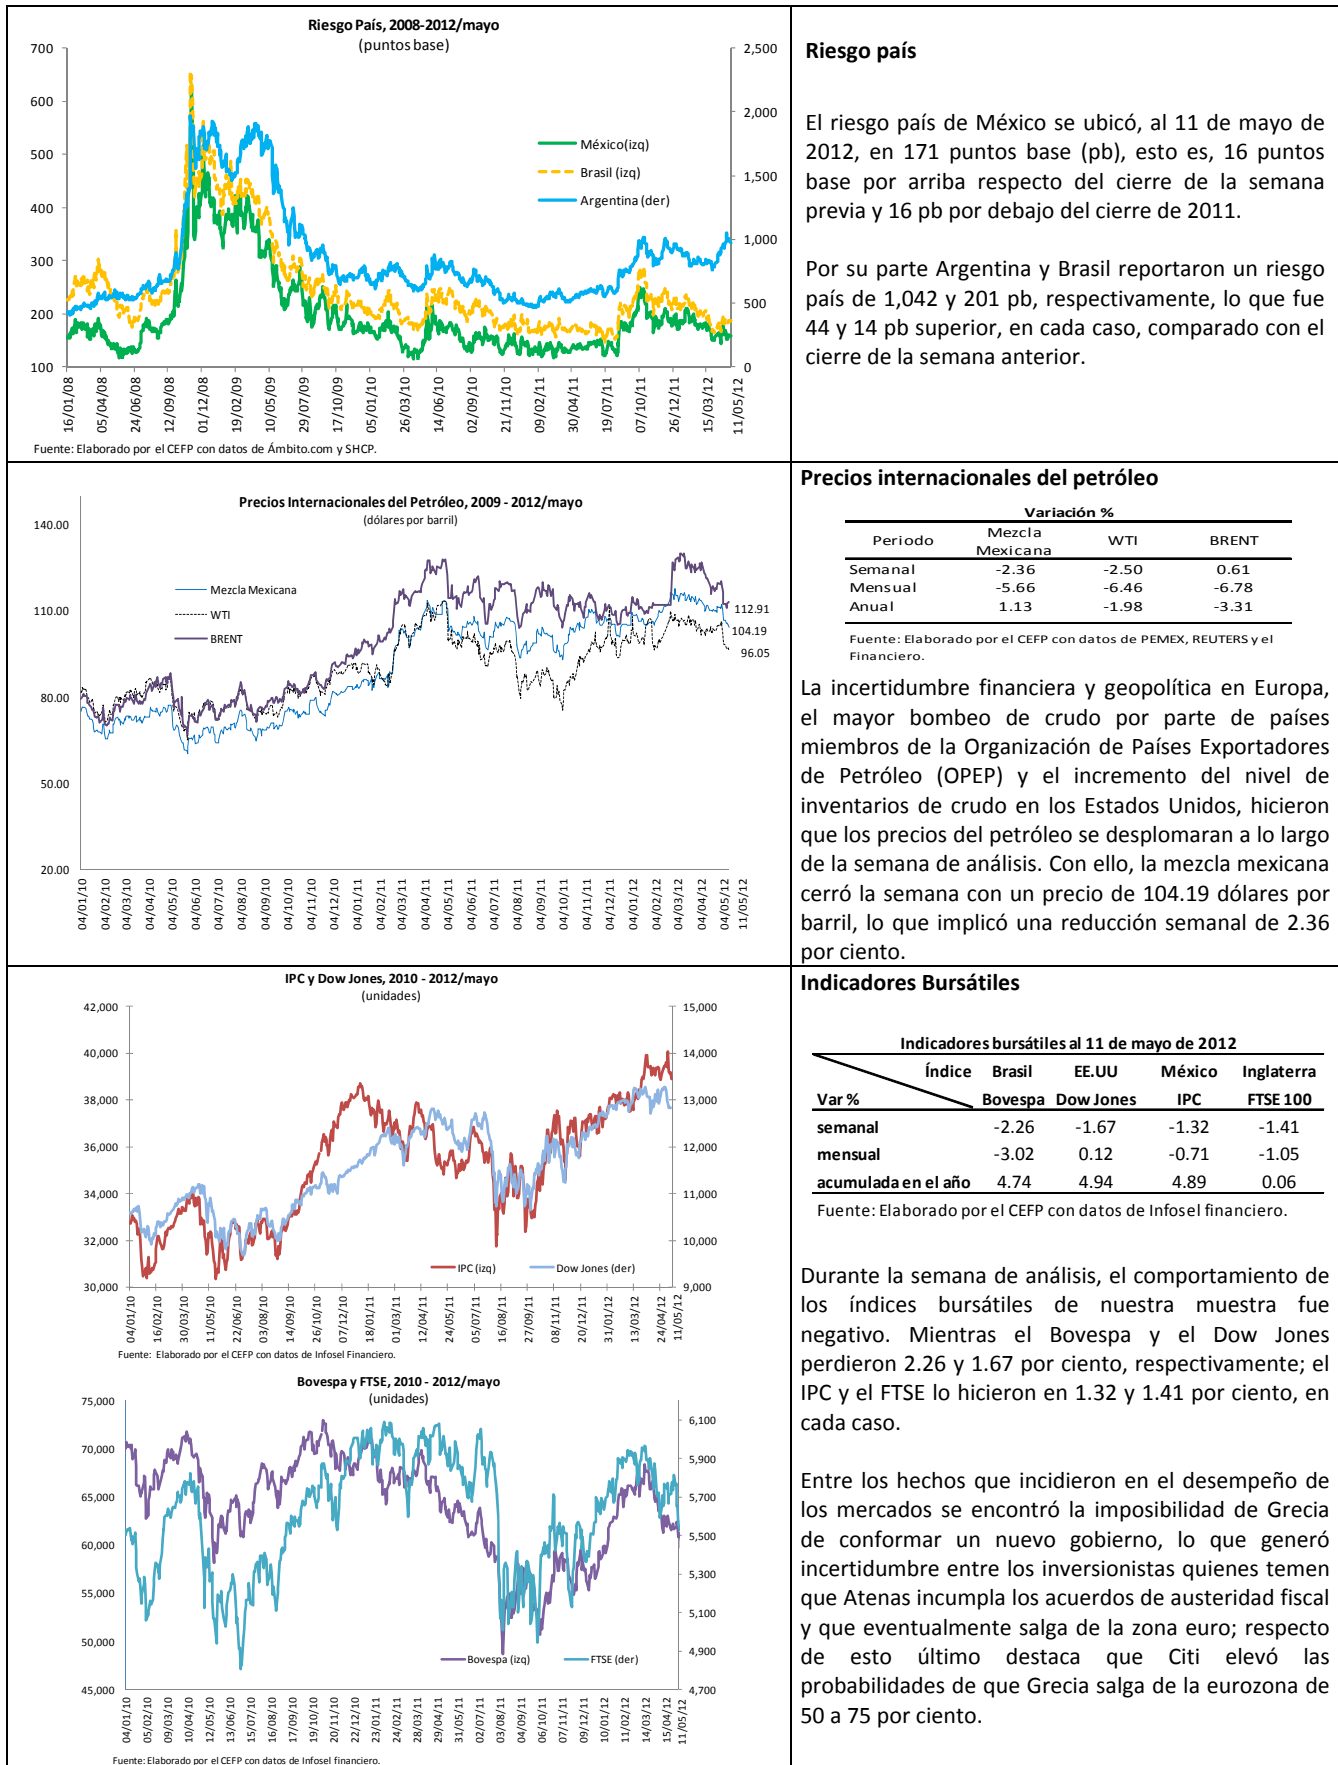 Riesgo País, 2008-2012/mayo
(puntos base)
700
600
500
400
300
200
100
2,500
2,000
1,500
1,000
500
0
México(izq)
Brasil (izq)
Argentina (der)
16/01/08
05/04/08
24/06/08
12/09/08
01/12/08
19/02/09
10/05/09
29/07/09
17/10/09
05/01/10
26/03/10
14/06/10
02/09/10
21/11/10
09/02/11
30/04/11
19/07/11
07/10/11
26/12/11
15/03/12
11/05/12
Fuente: Elaborado por el CEFP con datos de Ámbito.com y SHCP.
Riesgo país
El riesgo país de México se ubicó, al 11 de mayo de
2012, en 171 puntos base (pb), esto es, 16 puntos
base por arriba respecto del cierre de la semana
previa y 16 pb por debajo del cierre de 2011.
Por su parte Argentina y Brasil reportaron un riesgo
país de 1,042 y 201 pb, respectivamente, lo que fue
44 y 14 pb superior, en cada caso, comparado con el
cierre de la semana anterior.
Precios Internacionales del Petróleo, 2009 - 2012/mayo
(dólares por barril)
140.00
110.00
80.00
50.00
20.00
Mezcla Mexicana
WTI
BRENT
112.91
104.19
96.05
04/01/10
04/02/10
04/03/10
04/04/10
04/05/10
04/06/10
04/07/10
04/08/10
04/09/10
04/10/10
04/11/10
04/12/10
04/01/11
04/02/11
04/03/11
04/04/11
04/05/11
04/06/11
04/07/11
04/08/11
04/09/11
04/10/11
04/11/11
04/12/11
04/01/12
04/02/12
04/03/12
04/04/12
04/05/12
11/05/12
Precios internacionales del petróleo
Variación %
Periodo Mezcla Mexicana WTI BRENT
Semanal -2.36 -2.50 0.61
Mensual -5.66 -6.46 -6.78
Anual 1.13 -1.98 -3.31
Fuente: Elaborado por el CEFP con datos de PEMEX, REUTERS y el
Financiero.
La incertidumbre financiera y geopolítica en Europa,
el mayor bombeo de crudo por parte de países
miembros de la Organización de Países Exportadores
de Petróleo (OPEP) y el incremento del nivel de
inventarios de crudo en los Estados Unidos, hicieron
que los precios del petróleo se desplomaran a lo largo
de la semana de análisis. Con ello, la mezcla mexicana
cerró la semana con un precio de 104.19 dólares por
barril, lo que implicó una reducción semanal de 2.36
por ciento.
IPC y Dow Jones, 2010 - 2012/mayo
(unidades)
42,000
40,000
38,000
36,000
34,000
32,000
30,000
15,000
14,000
13,000
12,000
11,000
10,000
9,000
IPC (izq)
Dow Jones (der)
04/01/10
16/02/10
30/03/10
11/05/10
22/06/10
03/08/10
14/09/10
26/10/10
07/12/10
18/01/11
01/03/11
12/04/11
24/05/11
05/07/11
16/08/11
27/09/11
08/11/11
20/12/11
31/01/12
13/03/12
24/04/12
11/05/12
Fuente: Elaborado por el CEFP con datos de Infosel Financiero.
Bovespa y FTSE, 2010 - 2012/mayo
(unidades)
75,000
70,000
65,000
60,000
55,000
50,000
45,000
6,100
5,900
5,700
5,500
5,300
5,100
4,900
4,700
Bovespa (izq)
FTSE (der)
04/01/10
05/02/10
09/03/10
10/04/10
12/05/10
13/06/10
15/07/10
16/08/10
17/09/10
19/10/10
20/11/10
22/12/10
23/01/11
24/02/11
28/03/11
29/04/11
31/05/11
02/07/11
03/08/11
04/09/11
06/10/11
07/11/11
09/12/11
10/01/12
11/02/12
14/03/12
15/04/12
11/05/12
Fuente: Elaborado por el CEFP con datos de Infosel financiero.
Indicadores Bursátiles
Indicadores bursátiles al 11 de mayo de 2012
Índice Brasil EE.UU México Inglaterra
Var % Bovespa Dow Jones IPC FTSE 100
semanal -2.26 -1.67 -1.32 -1.41
mensual -3.02 0.12 -0.71 -1.05
acumulada en el año 4.74 4.94 4.89 0.06
Fuente: Elaborado por el CEFP con datos de Infosel financiero.
Durante la semana de análisis, el comportamiento de
los índices bursátiles de nuestra muestra fue
negativo. Mientras el Bovespa y el Dow Jones
perdieron 2.26 y 1.67 por ciento, respectivamente; el
IPC y el FTSE lo hicieron en 1.32 y 1.41 por ciento, en
cada caso.
Entre los hechos que incidieron en el desempeño de
los mercados se encontró la imposibilidad de Grecia
de conformar un nuevo gobierno, lo que generó
incertidumbre entre los inversionistas quienes temen
que Atenas incumpla los acuerdos de austeridad fiscal
y que eventualmente salga de la zona euro; respecto
de esto último destaca que Citi elevó las
probabilidades de que Grecia salga de la eurozona de
50 a 75 por ciento.